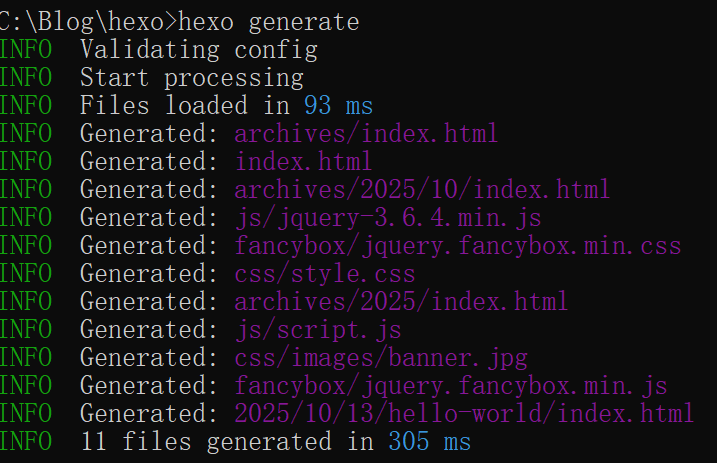 C:\Blog\hexo>hexo generate
INFO  Validating config
INFO  Start processing
INFO  Files loaded in 93 ms
INFO  Generated: archives/index.html
INFO  Generated: index.html
INFO  Generated: archives/2025/10/index.html
INFO  Generated: js/jquery-3.6.4.min.js
INFO  Generated: fancybox/jquery.fancybox.min.css
INFO  Generated: css/style.css
INFO  Generated: archives/2025/index.html
INFO  Generated: js/script.js
INFO  Generated: css/images/banner.jpg
INFO  Generated: fancybox/jquery.fancybox.min.js
INFO  Generated: 2025/10/13/hello-world/index.html
INFO  11 files generated in 305 ms